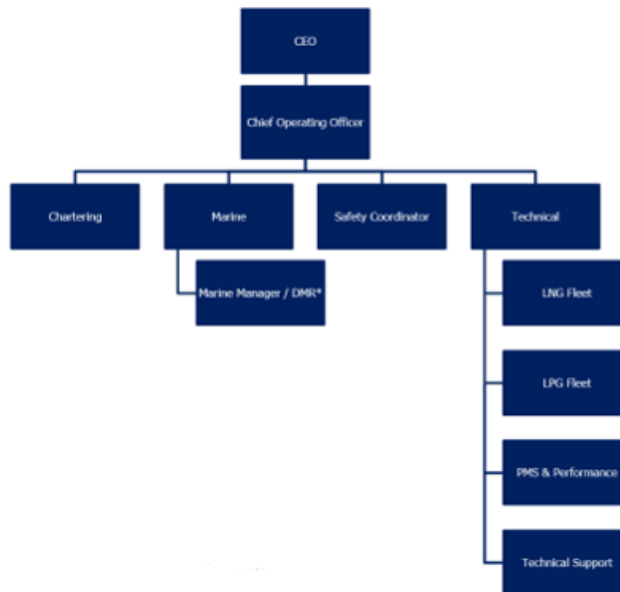 CEO
Chief Operating Officer
Chartering
Marine
Safety Coordinator
Technical
Marine Manager / DMR*
LNG Fleet
LPG Fleet
PMS & Performance
Technical Support